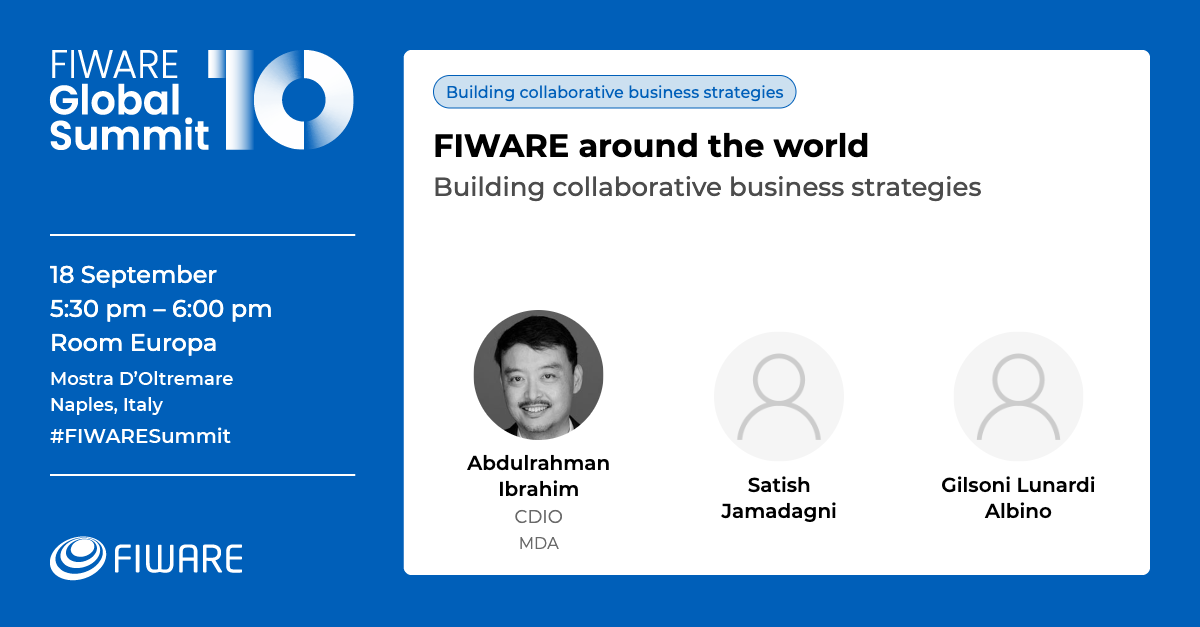 FIWARE
Global
Summit
10
18 September
5:30 pm – 6:00 pm
Room Europa
Mostra D’Oltremare
Naples, Italy
#FIWARESummit
FIWARE
Building collaborative business strategies
FIWARE around the world
Building collaborative business strategies
Abdulrahman
Ibrahim
CDIO
MDA
Satish
Jamadagni
Gilsoni Lunardi
Albino